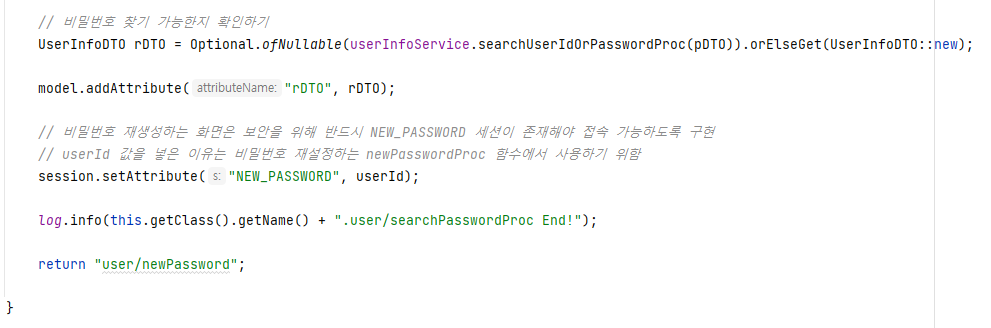 // 비밀번호 찾기 가능한지 확인하기
UserInfoDTO rDTO = Optional.ofNullable(userInfoService.searchUserIdOrPasswordProc(pDTO)).orElseGet(UserInfoDTO::new);
model.addAttribute( attributeName: "rDTO", rDTO);
// 비밀번호 재생성하는 화면은 보안을 위해 반드시 NEW_PASSWORD 세션이 존재해야 접속 가능하도록 구현
// userId 값을 넣은 이유는 비밀번호 재설정하는 newPasswordProc 함수에서 사용하기 위함
session.setAttribute( s: "NEW_PASSWORD", userId);
log.info(this.getClass().getName() + ".user/searchPasswordProc End!");
return "user/newPassword";
}